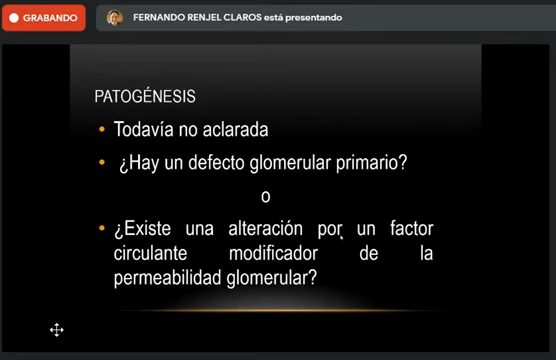 GRABANDO
FERNANDO RENJEL CLAROS está presentando
PATOGÉNESIS
• Todavía no aclarada
• ¿Hay un defecto glomerular primario?
o
• ¿Existe una alteración por un factor
circulante modificador de la
permeabilidad glomerular?